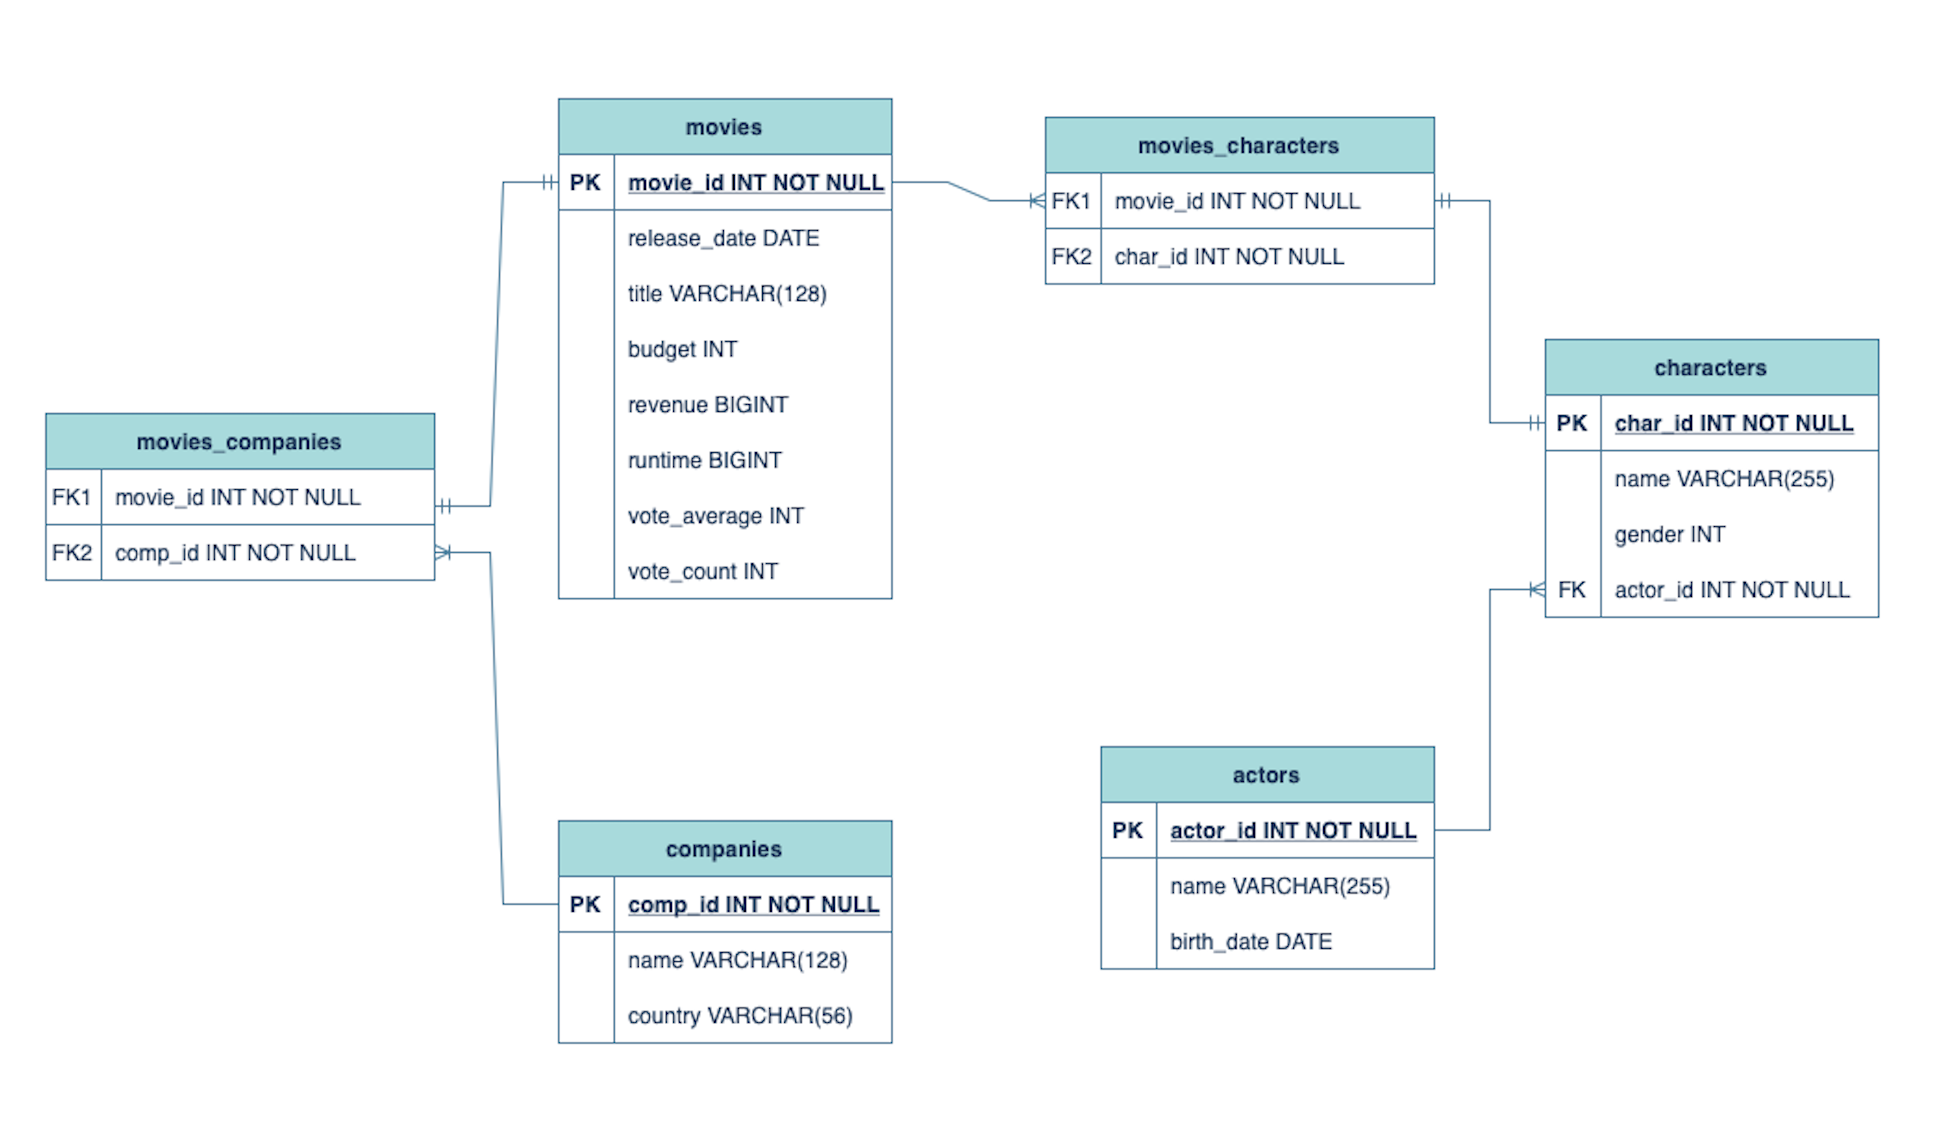 movies
PK movie_id INT NOT NULL
release_date DATE
title VARCHAR(128)
budget INT
revenue BIGINT
runtime BIGINT
vote_average INT
vote_count INT
movies_characters
FK1 movie_id INT NOT NULL
FK2 char_id INT NOT NULL
characters
PK char_id INT NOT NULL
name VARCHAR(255)
gender INT
FK actor_id INT NOT NULL
movies_companies
FK1 movie_id INT NOT NULL
FK2 comp_id INT NOT NULL
companies
PK comp_id INT NOT NULL
name VARCHAR(128)
country VARCHAR(56)
actors
PK actor_id INT NOT NULL
name VARCHAR(255)
birth_date DATE